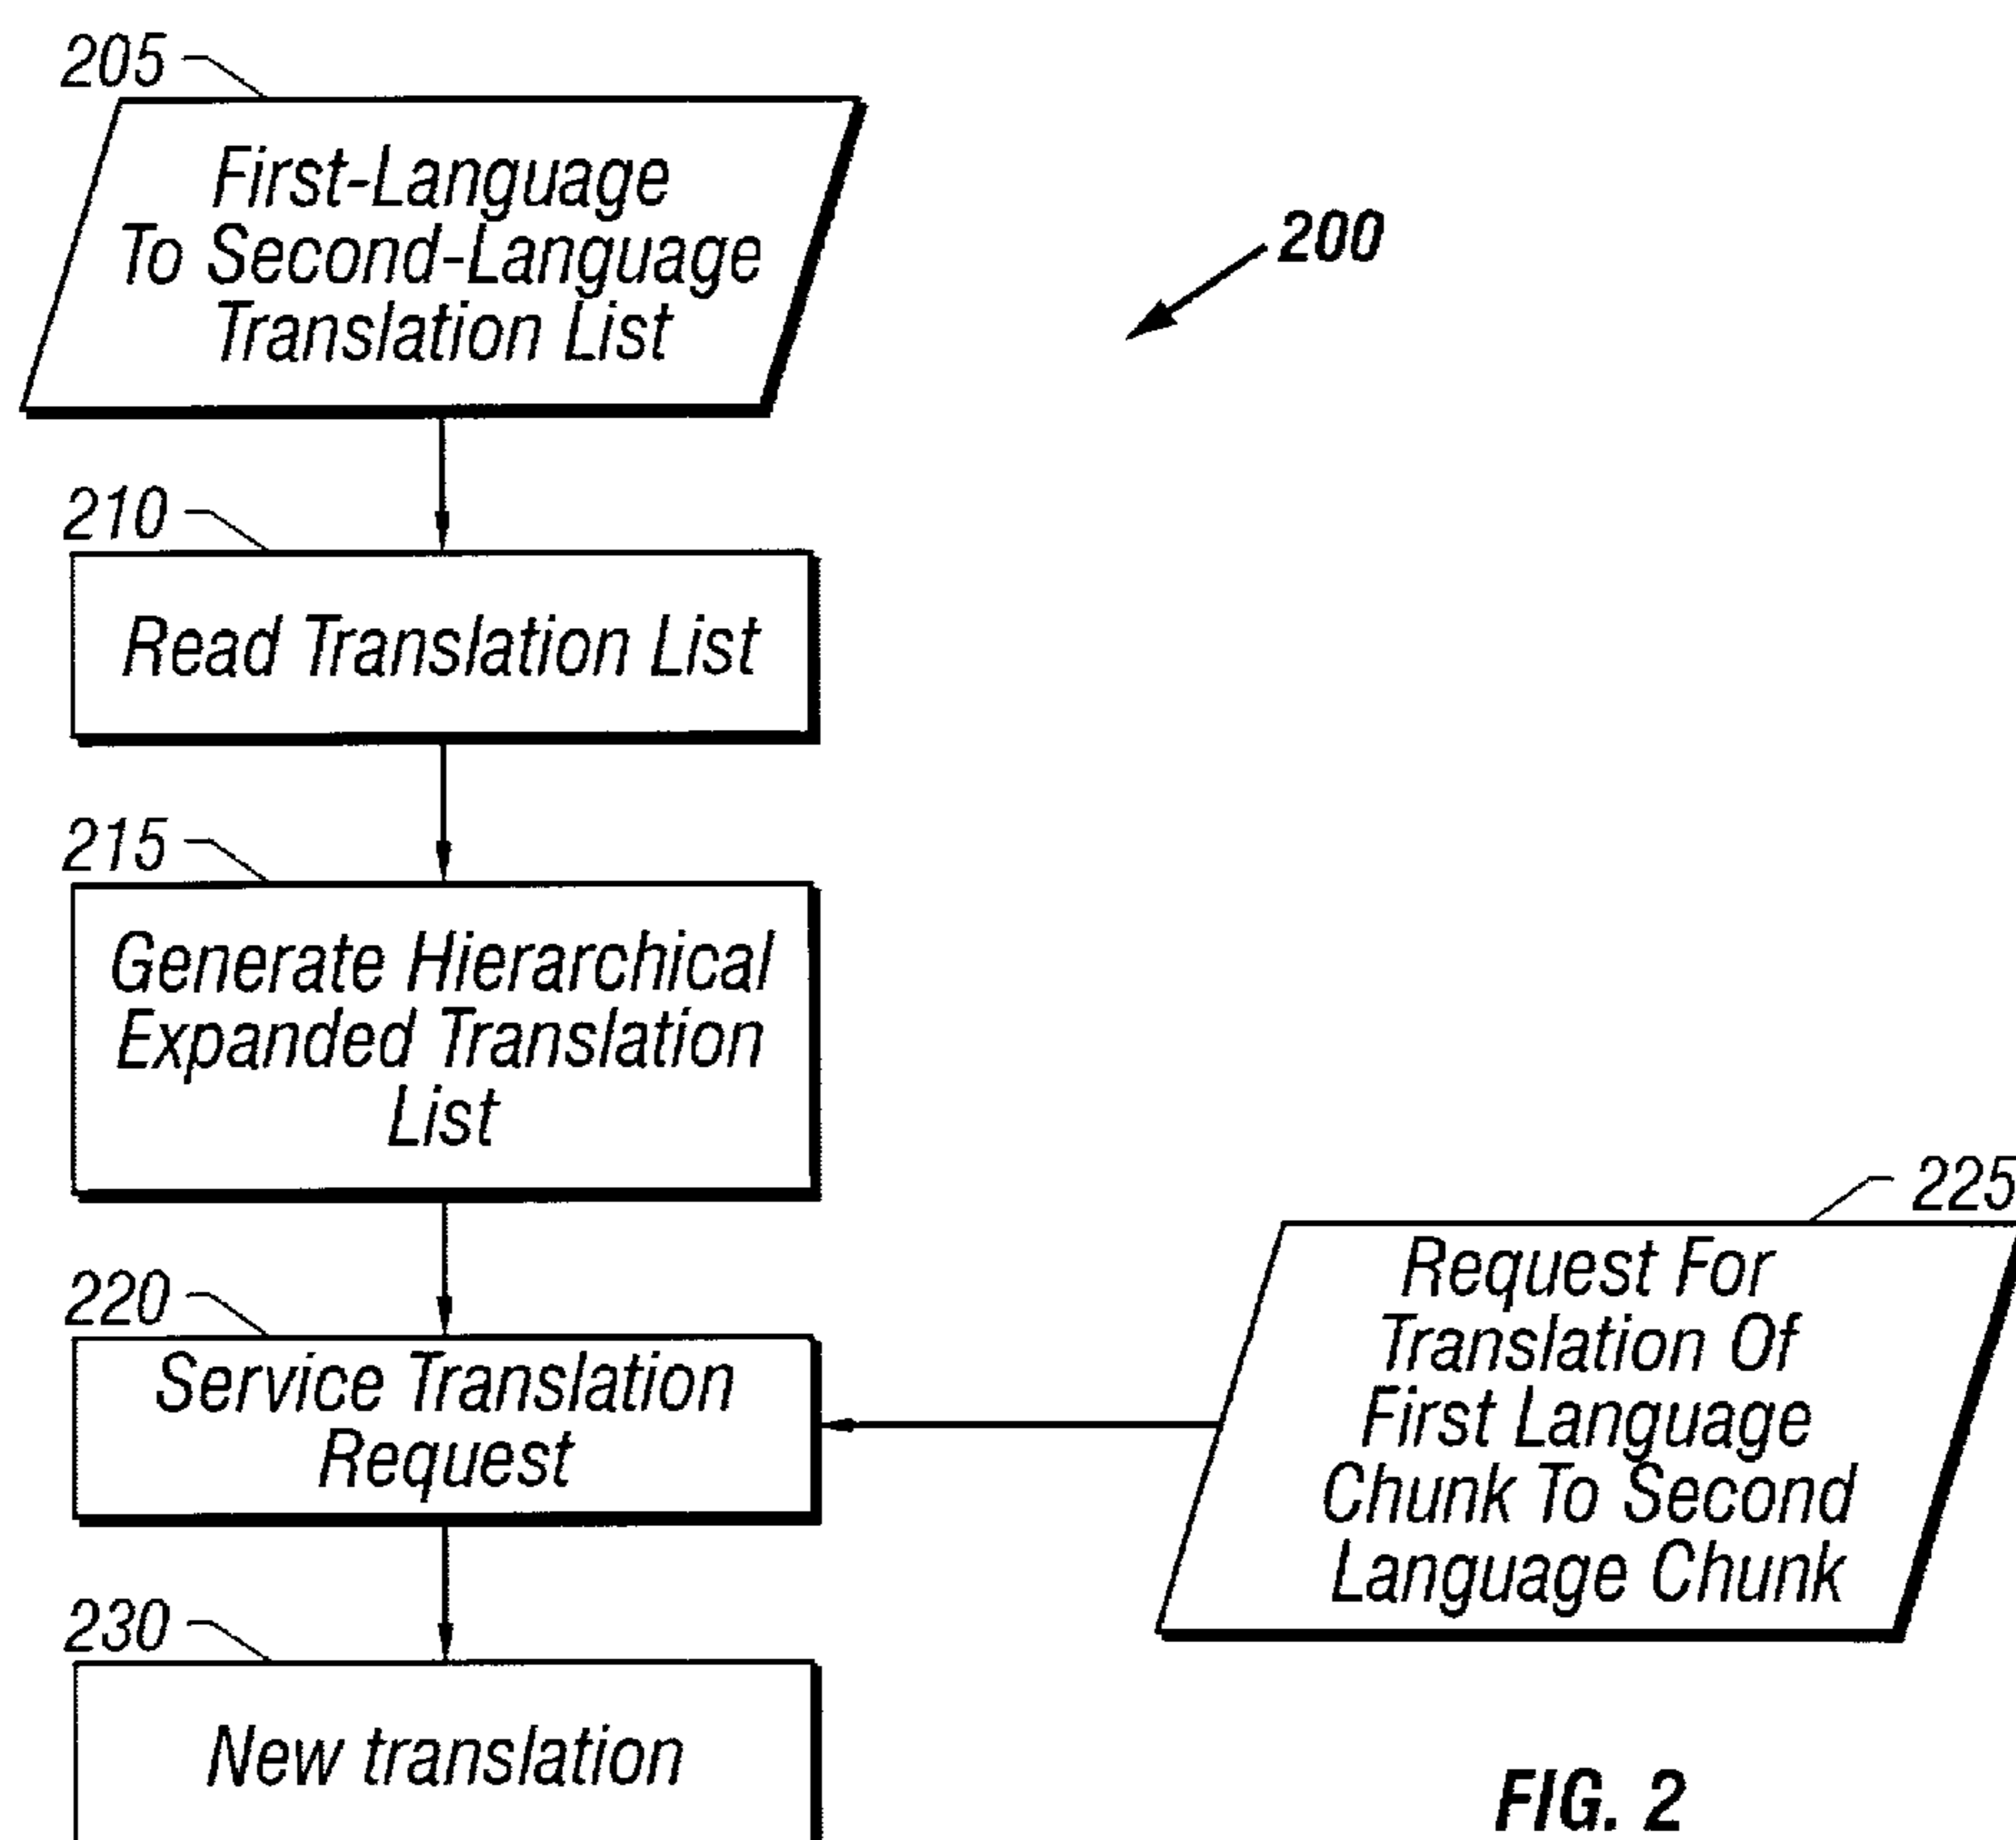 205
First-Language
To Second-Language
Translation List
200
210
Read Translation List
215
Generate Hierarchical
Expanded Translation
List
220
Service Translation
Request
225
Request For
Translation Of
First Language
Chunk To Second
Language Chunk
230
New translation
FIG. 2